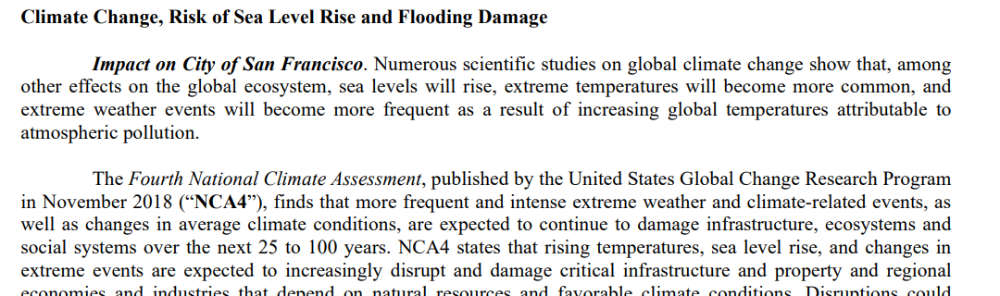 Climate Change, Risk of Sea Level Rise and Flooding Damage
Impact on City of San Francisco. Numerous scientific studies on global climate change show that, among
other effects on the global ecosystem, sea levels will rise, extreme temperatures will become more common, and
extreme weather events will become more frequent as a result of increasing global temperatures attributable to
atmospheric pollution.
The Fourth National Climate Assessment, published by the United States Global Change Research Program
in November 2018 (“NCA4”), finds that more frequent and intense extreme weather and climate-related events, as
well as changes in average climate conditions, are expected to continue to damage infrastructure, ecosystems and
social systems over the next 25 to 100 years. NCA4 states that rising temperatures, sea level rise, and changes in
extreme events are expected to increasingly disrupt and damage critical infrastructure and property and regional
economies and industries that depend on natural resources and favorable climate conditions. Disruptions could